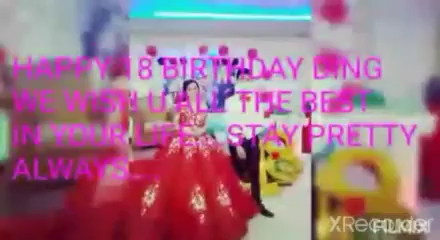 HAPPY 18 BIRTHDAY DING
WE WISH U ALL THE BEST
IN YOUR LIFE... STAY PRETTY
ALWAYS....
XRecorder